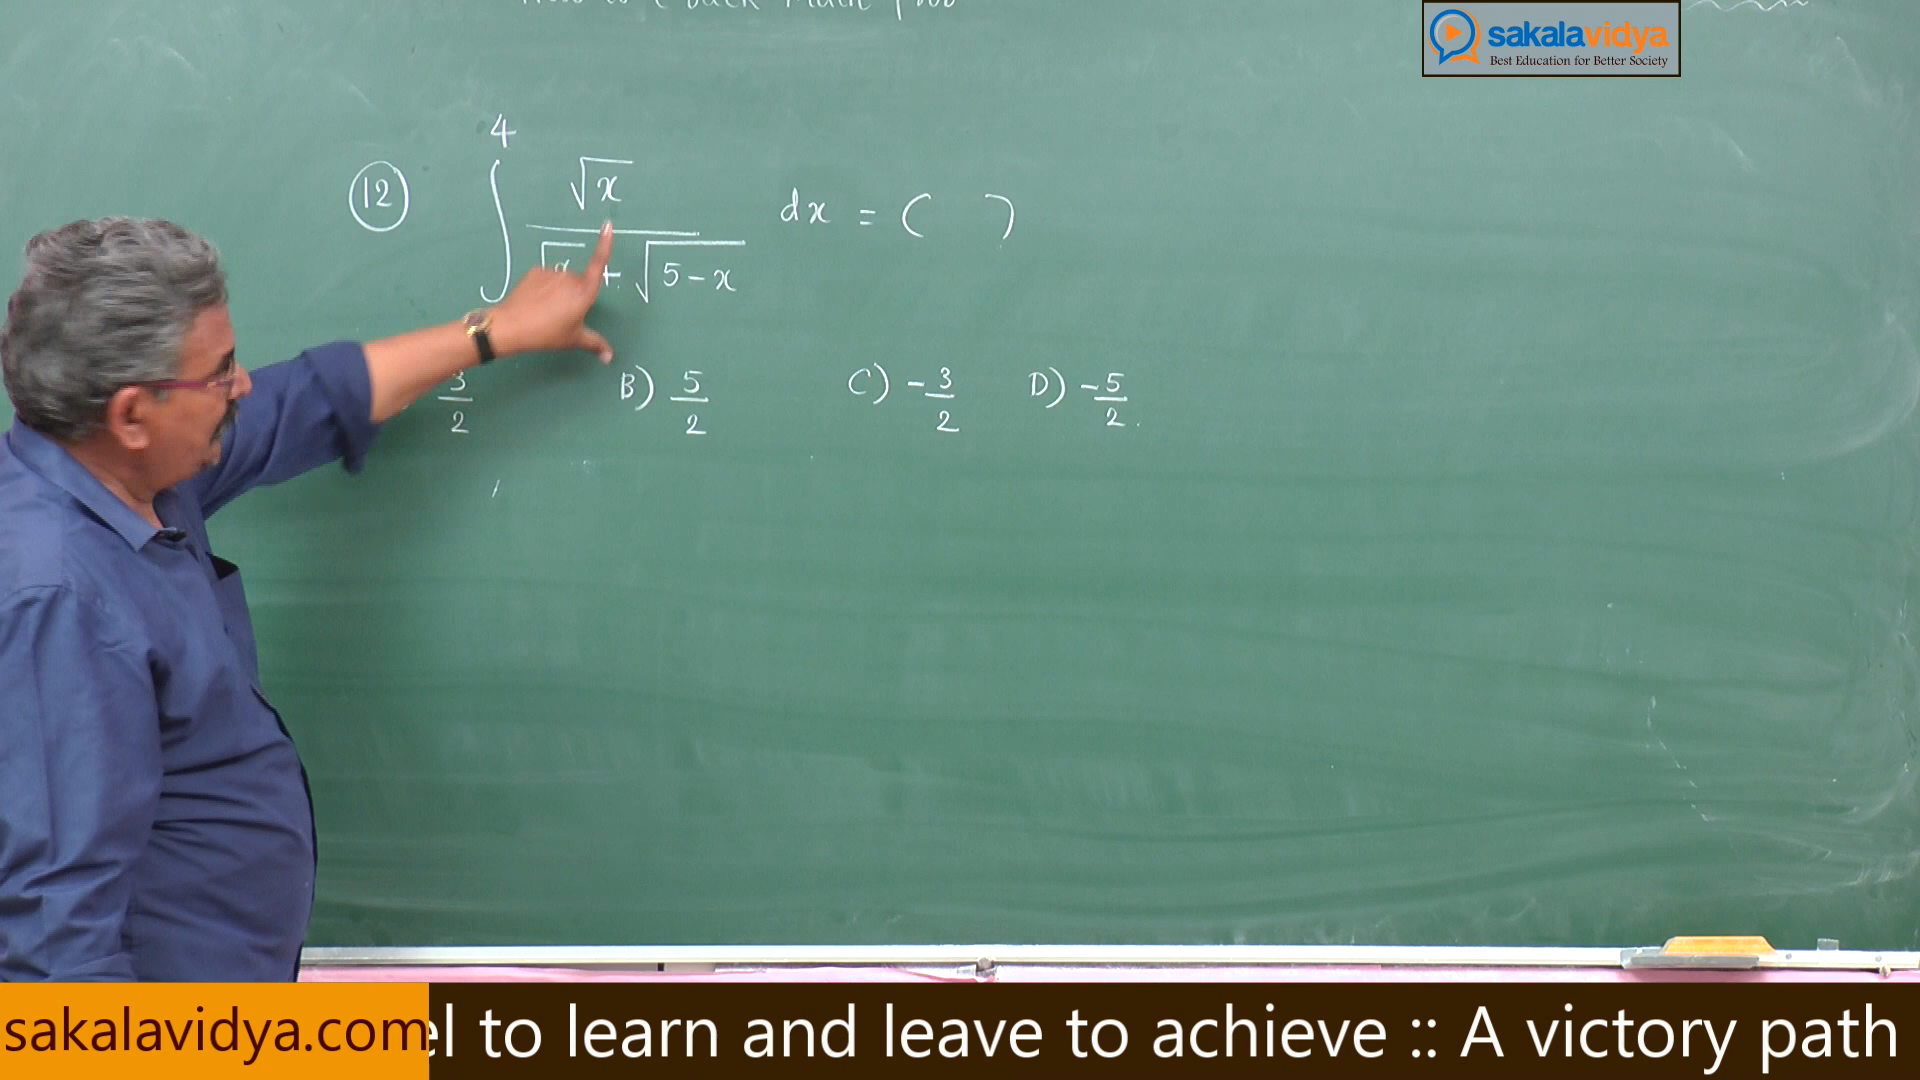 sakalavidya
Best Education for Better Society
4
12 ∫ √x / √x + √5-x dx = ( )
3/2 B) 5/2 C) -3/2 D) -5/2.
sakalavidya.com el to learn and leave to achieve :: A victory path